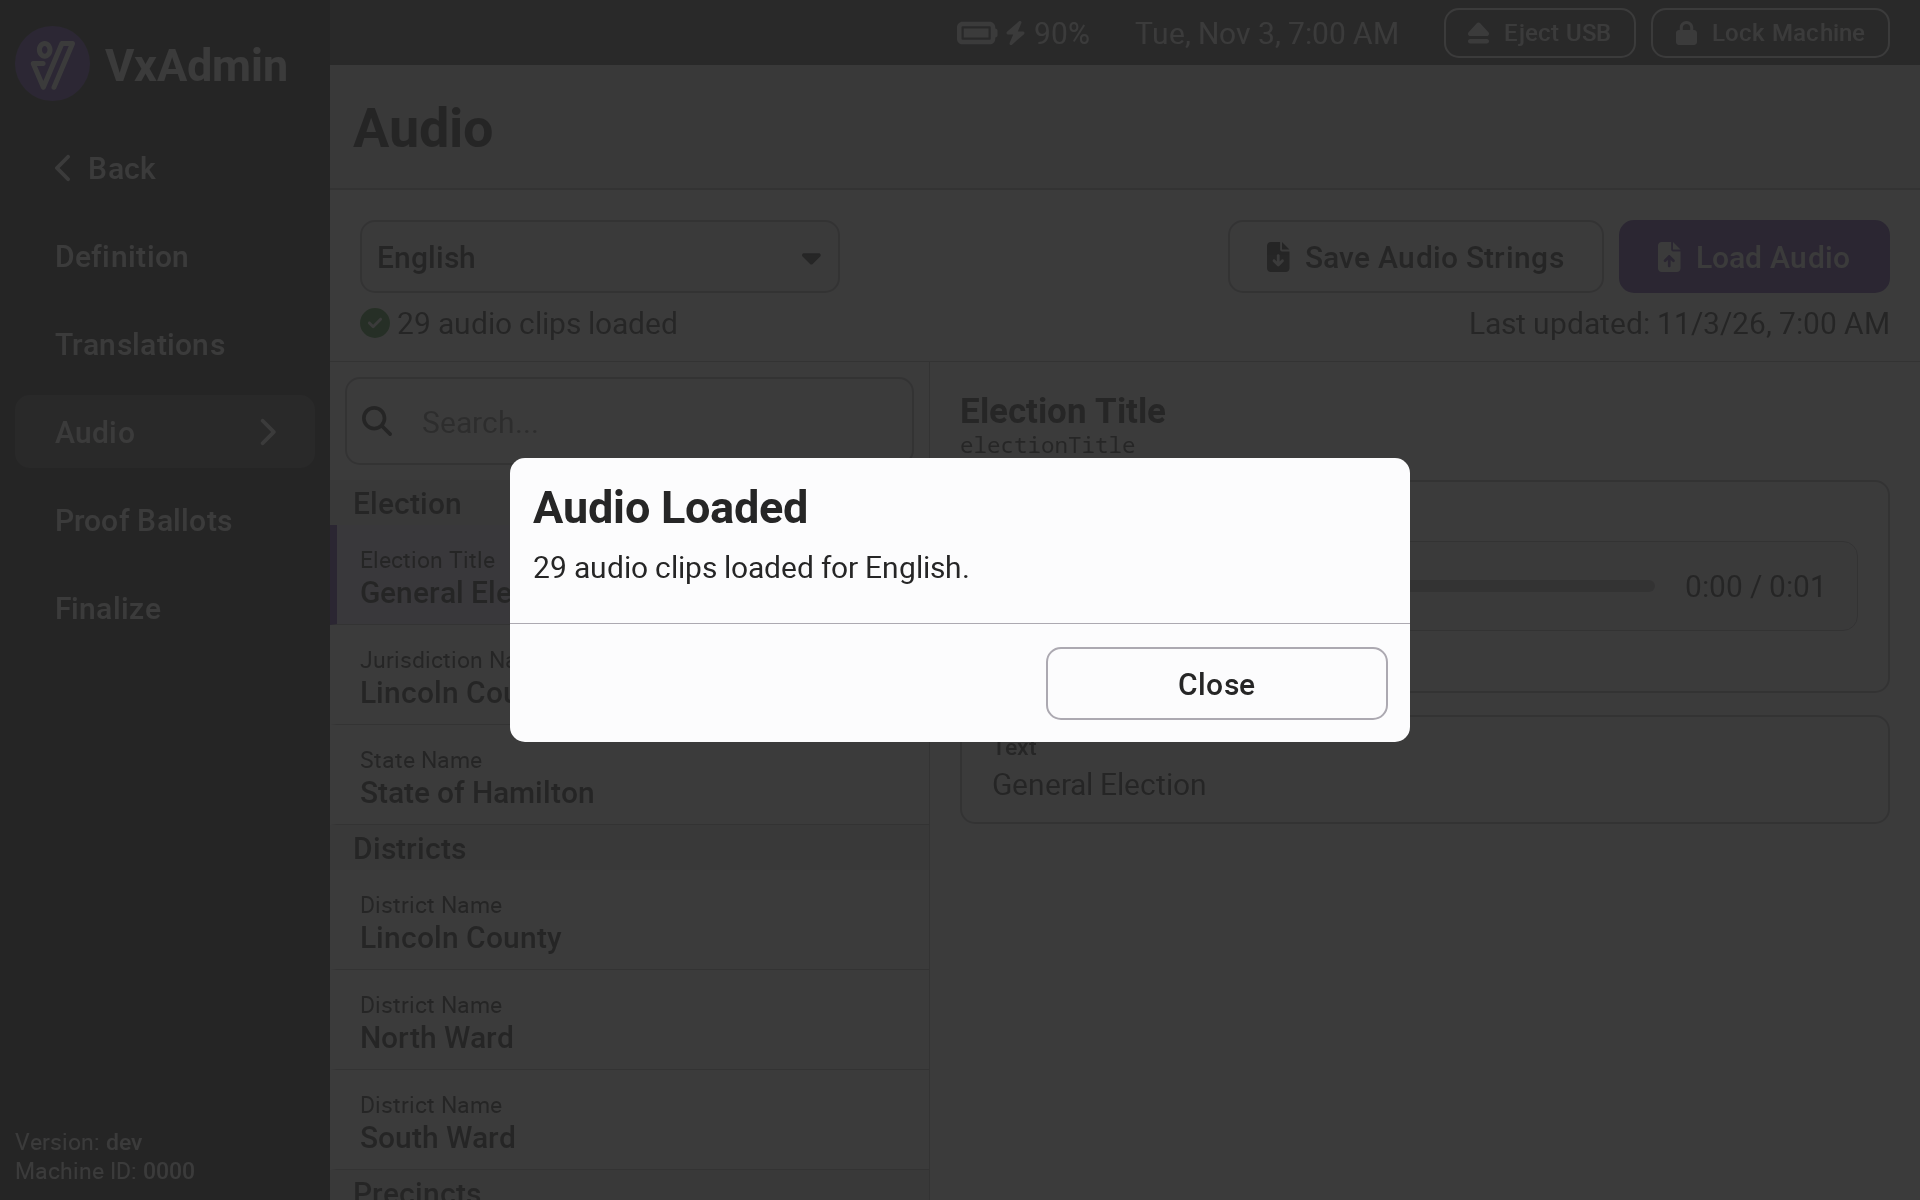 VxAdmin
90%
Tue, Nov 3, 7:00 AM
Eject USB
Lock Machine
Back
Definition
Translations
Audio
Proof Ballots
Finalize
Version: dev
Machine ID: 0000
Audio
English
Save Audio Strings
Load Audio
29 audio clips loaded
Last updated: 11/3/26, 7:00 AM
Search...
Election
Election Title
General Ele
Jurisdiction Na
Lincoln Cou
State Name
State of Hamilton
Districts
District Name
Lincoln County
District Name
North Ward
District Name
South Ward
Precincts
Election Title
electionTitle
0:00 / 0:01
Text
General Election
Audio Loaded
29 audio clips loaded for English.
Close